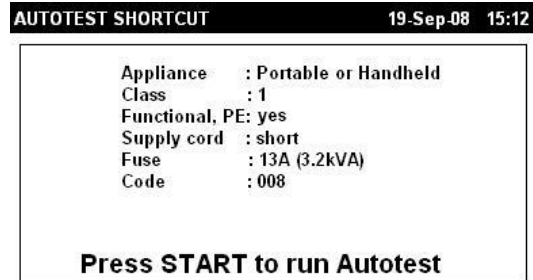 AUTOTEST SHORTCUT 19-Sep-08 15:12
Appliance : Portable or Handheld
Class : 1
Functional, PE: yes
Supply cord : short
Fuse : 13A (3.2kVA)
Code : 008
Press START to run Autotest